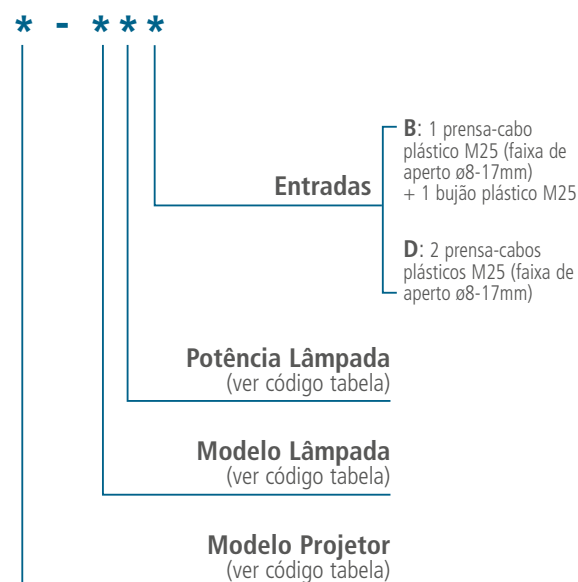 * - * * *
B: 1 prensa-cabo
plástico M25 (faixa de
aperto ø8-17mm)
+ 1 bujão plástico M25
Entradas
D: 2 prensa-cabos
plásticos M25 (faixa de
aperto ø8-17mm)
Potência Lâmpada
(ver código tabela)
Modelo Lâmpada
(ver código tabela)
Modelo Projetor
(ver código tabela)